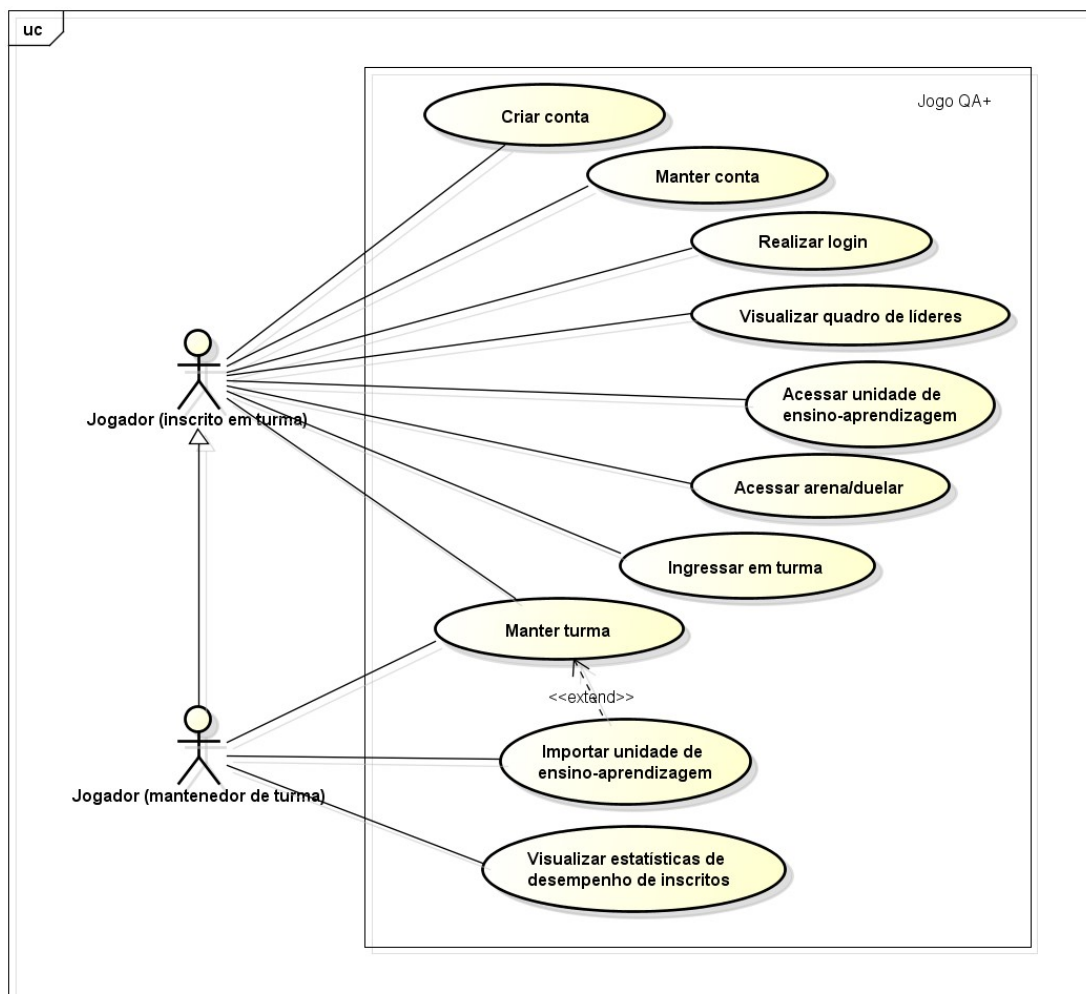 uc
Jogo QA+
Criar conta
Manter conta
Realizar login
Visualizar quadro de líderes
Acessar unidade de
ensino-aprendizagem
Jogador (inscrito em turma)
Acessar arena/duelar
Ingressar em turma
Manter turma
<<extend>>
Importar unidade de
ensino-aprendizagem
Jogador (mantenedor de turma)
Visualizar estatísticas de
desempenho de inscritos